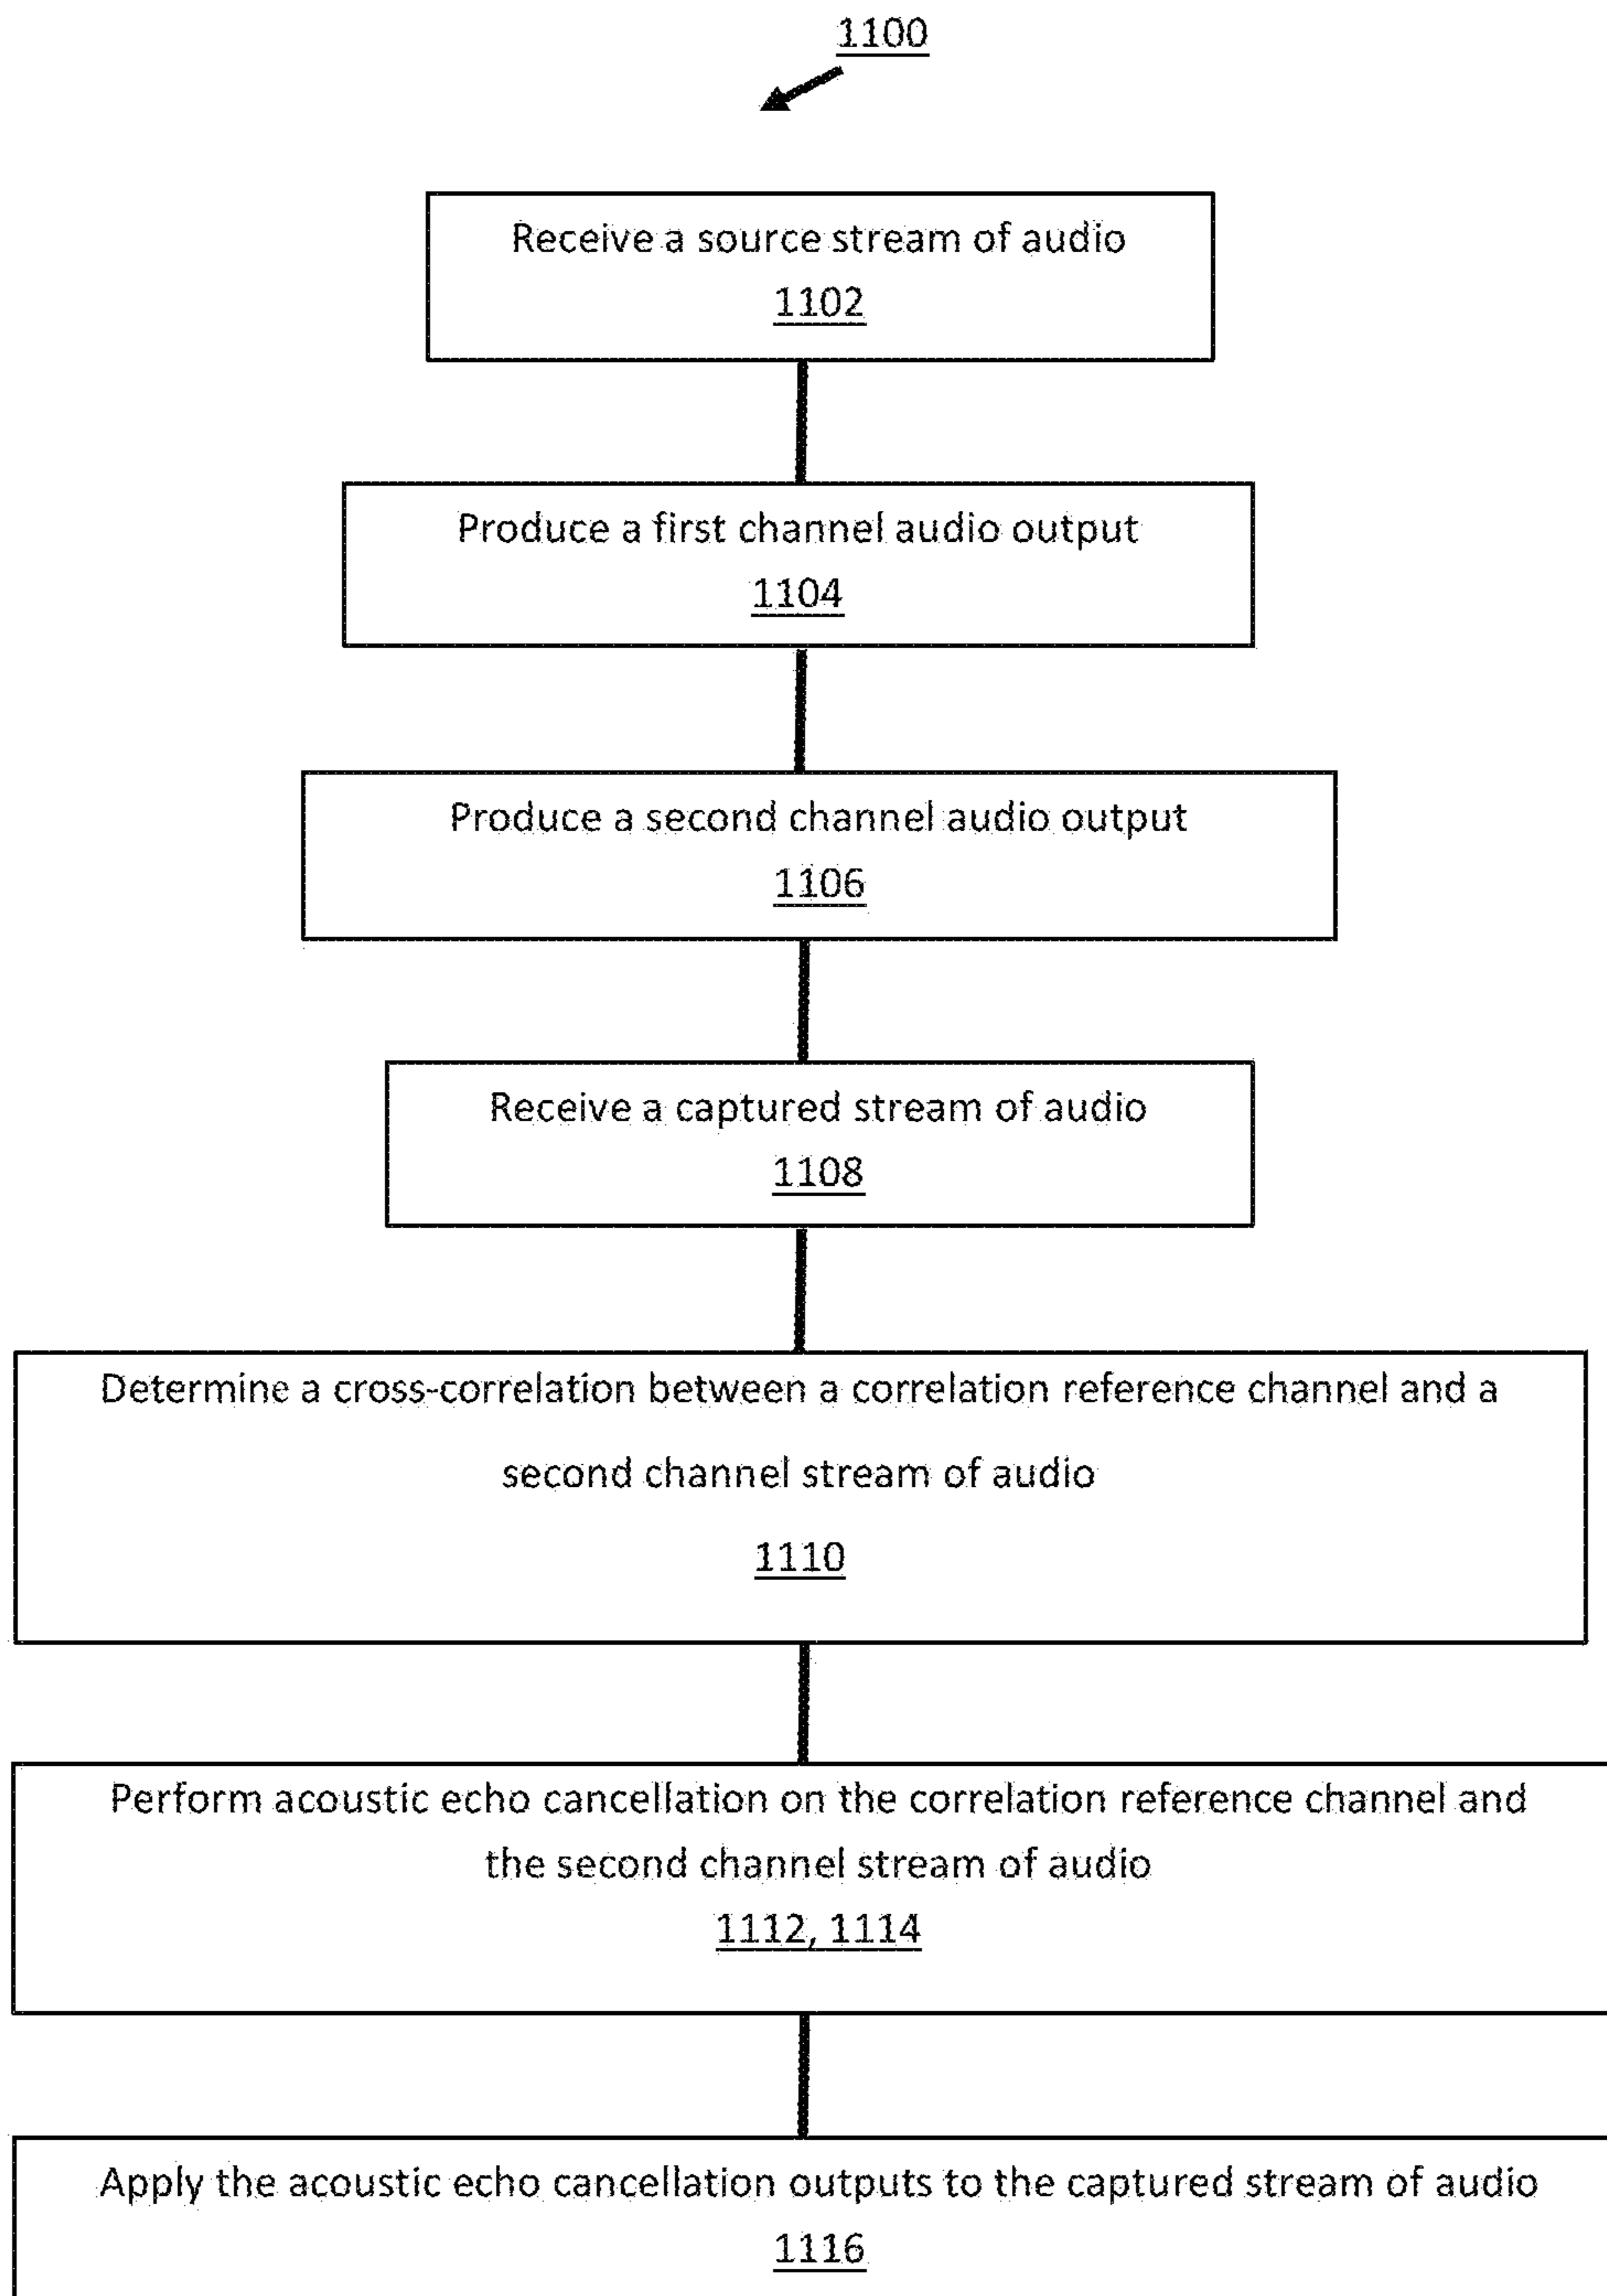 1100
Receive a source stream of audio
1102
Produce a first channel audio output
1104
Produce a second channel audio output
1106
Receive a captured stream of audio
1108
Determine a cross-correlation between a correlation reference channel and a
second channel stream of audio
1110
Perform acoustic echo cancellation on the correlation reference channel and
the second channel stream of audio
1112, 1114
Apply the acoustic echo cancellation outputs to the captured stream of audio
1116